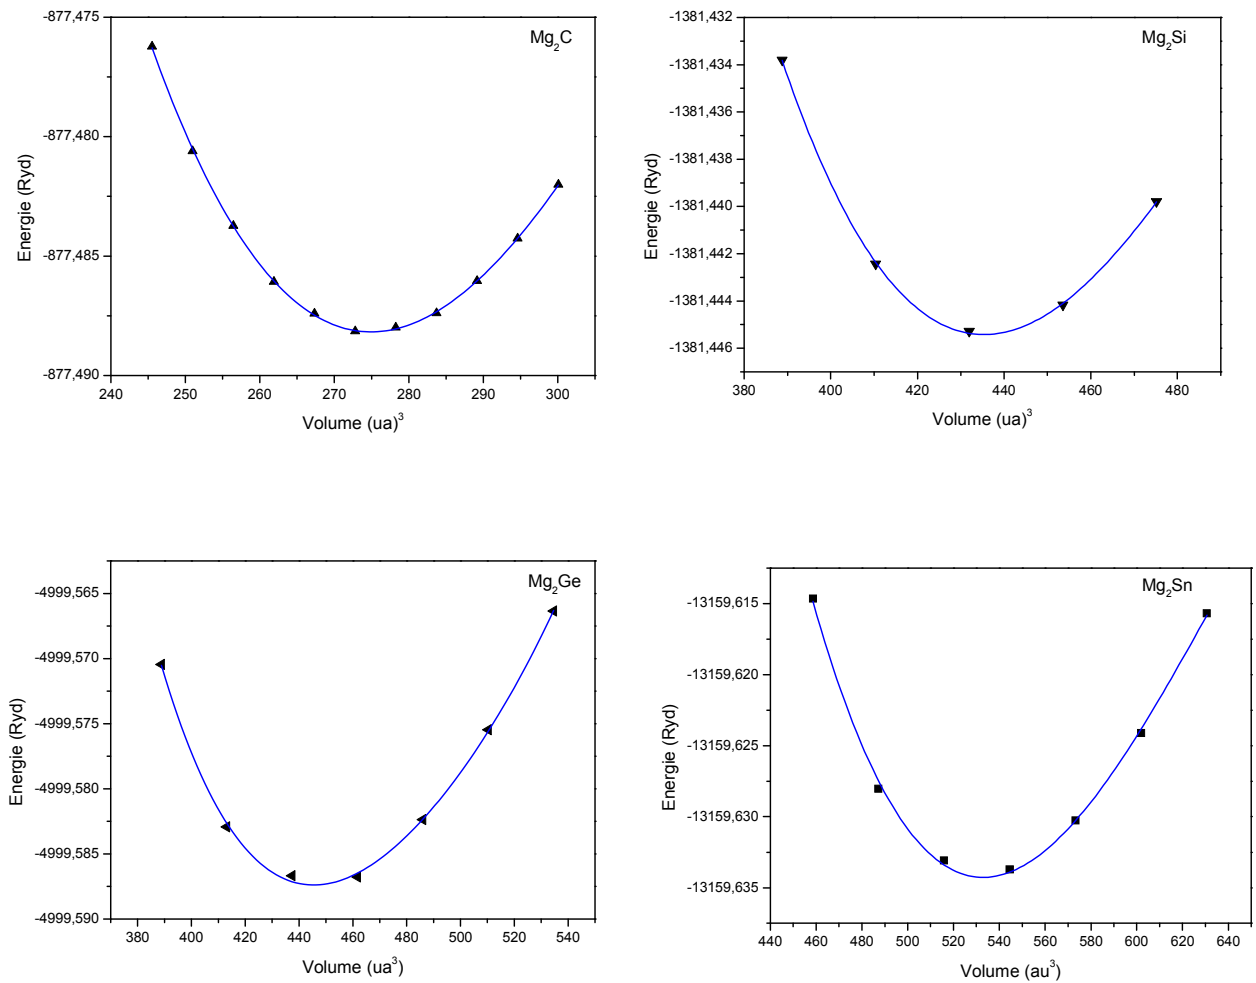 Mg₂C
-877,475
-877,480
-877,485
-877,490
240 250 260 270 280 290 300
Energie (Ryd)
Volume (ua)³
Mg₂Si
-1381,432
-1381,434
-1381,436
-1381,438
-1381,440
-1381,442
-1381,444
-1381,446
380 400 420 440 460 480
Energie (Ryd)
Volume (ua)³
Mg₂Ge
-4999,565
-4999,570
-4999,575
-4999,580
-4999,585
-4999,590
380 400 420 440 460 480 500 520 540
Energie (Ryd)
Volume (ua³)
Mg₂Sn
-13159,615
-13159,620
-13159,625
-13159,630
-13159,635
440 460 480 500 520 540 560 580 600 620 640
Energie (Ryd)
Volume (au³)